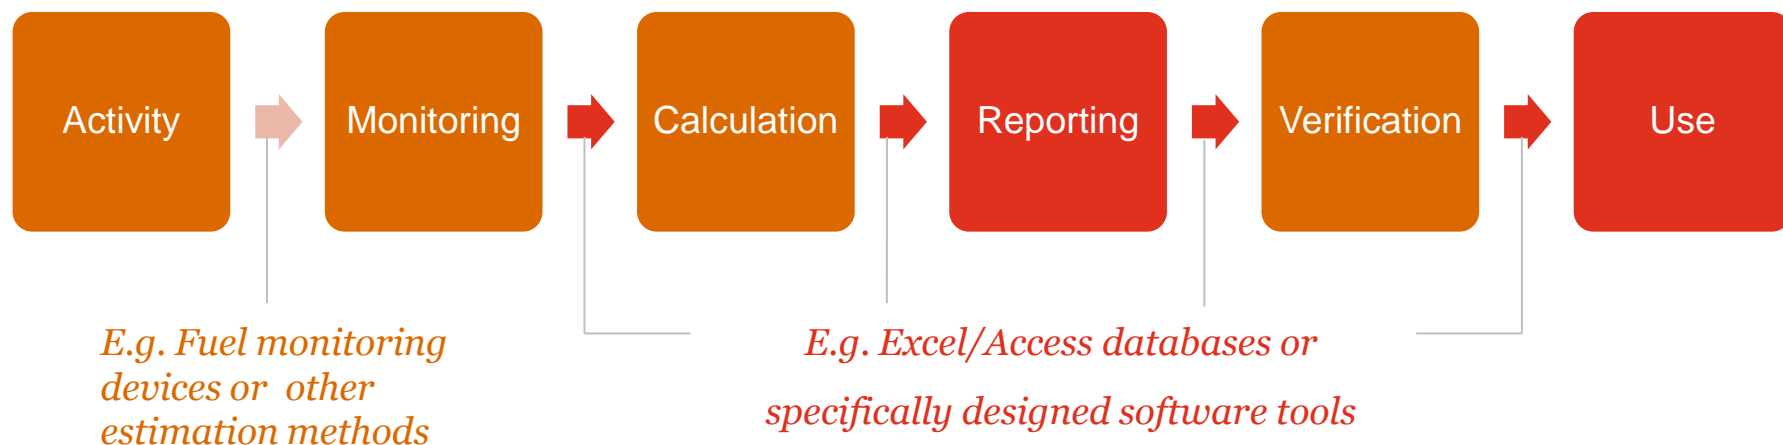 Activity
Monitoring
Calculation
Reporting
Verification
Use
E.g. Fuel monitoring
devices or  other
estimation methods
E.g. Excel/Access databases or
specifically designed software tools